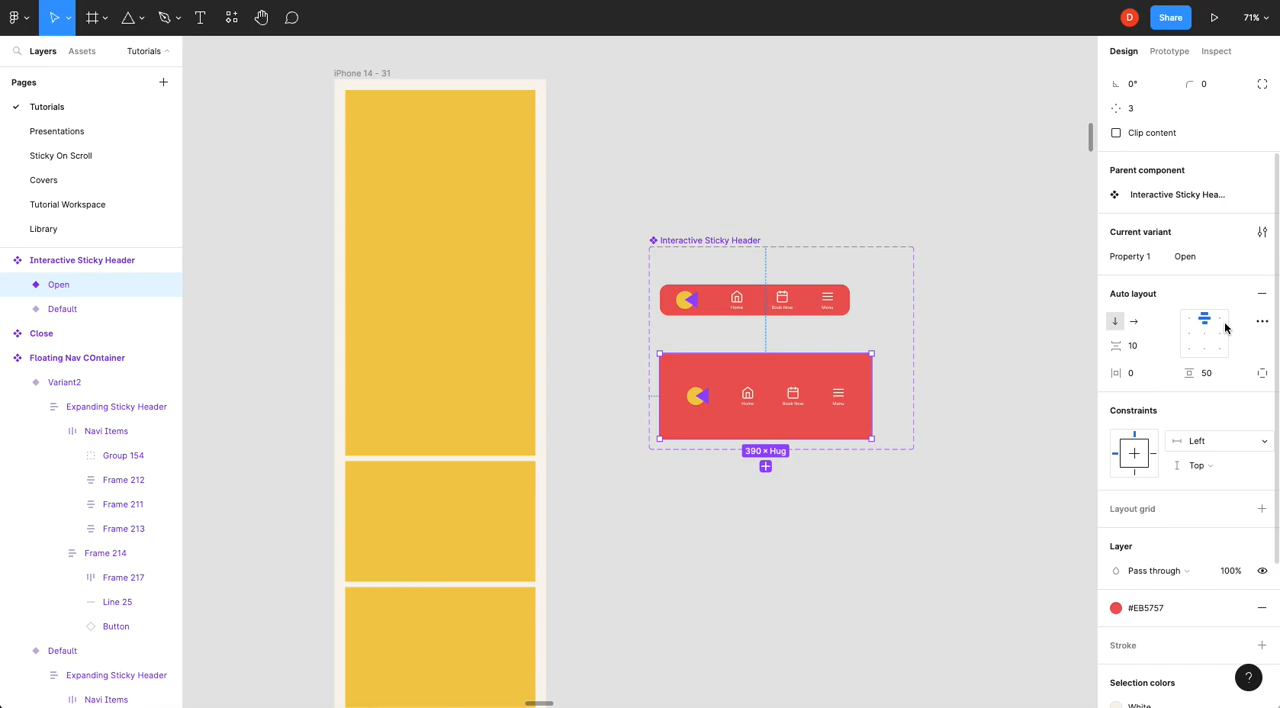 D
Share
71%
Layers
Assets
Tutorials
Design
Prototype
Inspect
Pages
Tutorials
Presentations
Sticky On Scroll
Covers
Tutorial Workspace
Library
Interactive Sticky Header
Open
Default
Close
Floating Nav COntainer
Variant2
Expanding Sticky Header
Navi Items
Group 154
Frame 212
Frame 211
Frame 213
Frame 214
Frame 217
Line 25
Button
Default
Expanding Sticky Header
Navi Items
iPhone 14 - 31
Interactive Sticky Header
Home
Book Now
Menu
Home
Book Now
Menu
390 × Hug
0°
0
3
Clip content
Parent component
Interactive Sticky Hea...
Current variant
Property 1
Open
Auto layout
10
0
50
Constraints
Left
Top
Layout grid
Layer
Pass through
100%
#EB5757
Stroke
Selection colors
White
?